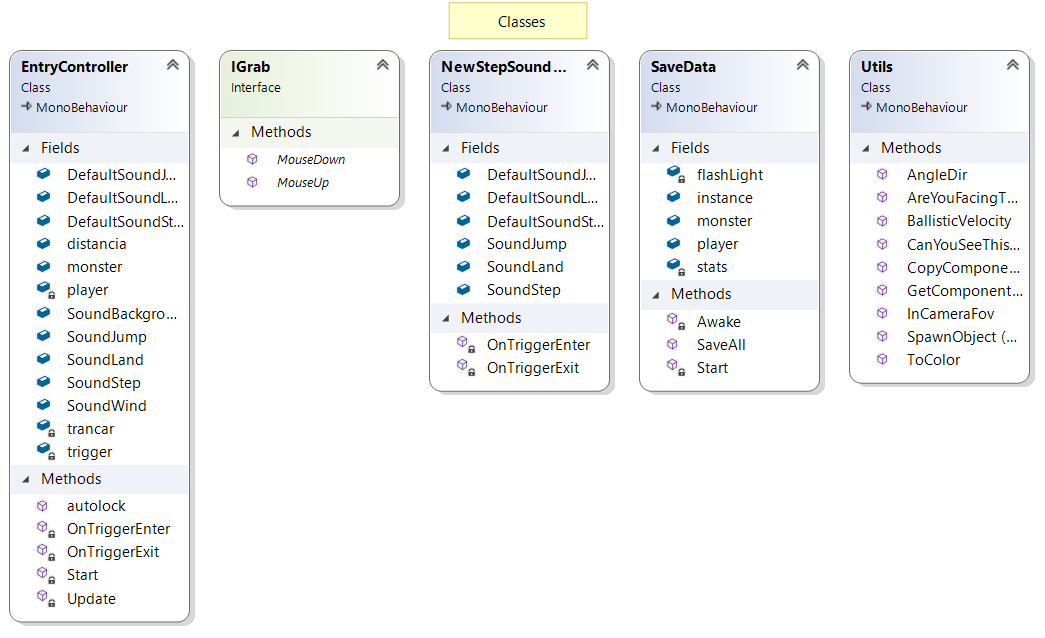 Classes
EntryController
Class
MonoBehaviour
Fields
DefaultSoundJ...
DefaultSoundL...
DefaultSoundSt...
distancia
monster
player
SoundBackgro...
SoundJump
SoundLand
SoundStep
SoundWind
trancar
trigger
Methods
autolock
OnTriggerEnter
OnTriggerExit
Start
Update
IGrab
Interface
Methods
MouseDown
MouseUp
NewStepSound...
Class
MonoBehaviour
Fields
DefaultSoundJ...
DefaultSoundL...
DefaultSoundSt...
SoundJump
SoundLand
SoundStep
Methods
OnTriggerEnter
OnTriggerExit
SaveData
Class
MonoBehaviour
Fields
flashLight
instance
monster
player
stats
Methods
Awake
SaveAll
Start
Utils
Class
MonoBehaviour
Methods
AngleDir
AreYouFacingT...
BallisticVelocity
CanYouSeeThis...
CopyCompone...
GetComponent...
InCameraFov
SpawnObject (...
ToColor